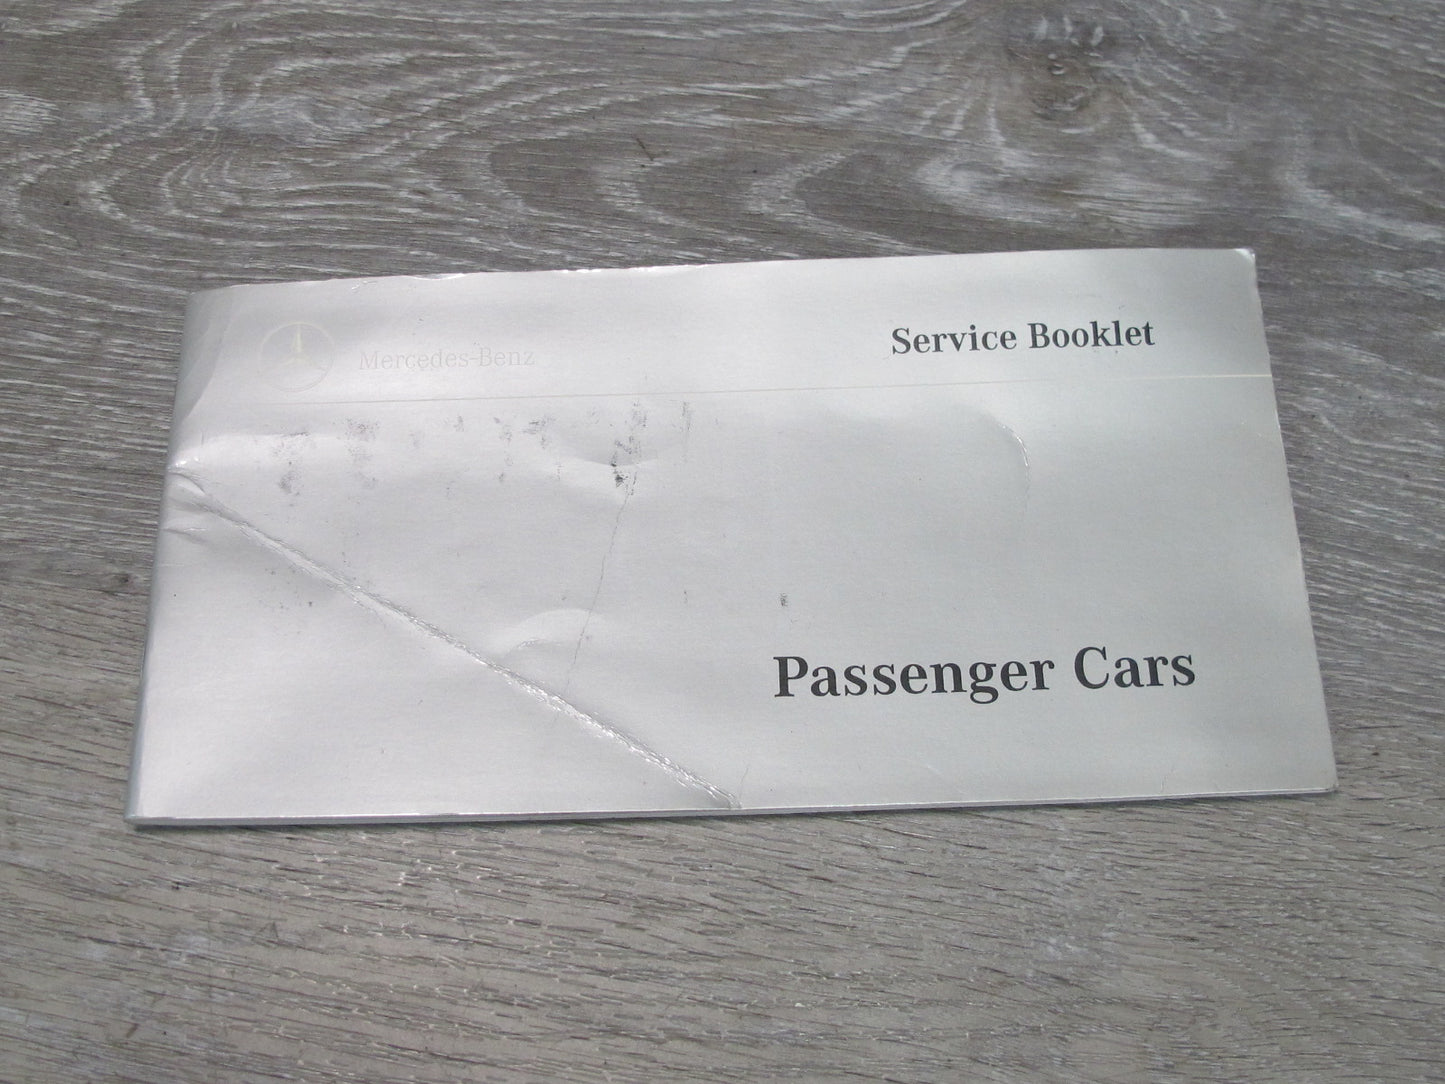 Mercedes-Benz
Service Booklet
Passenger Cars